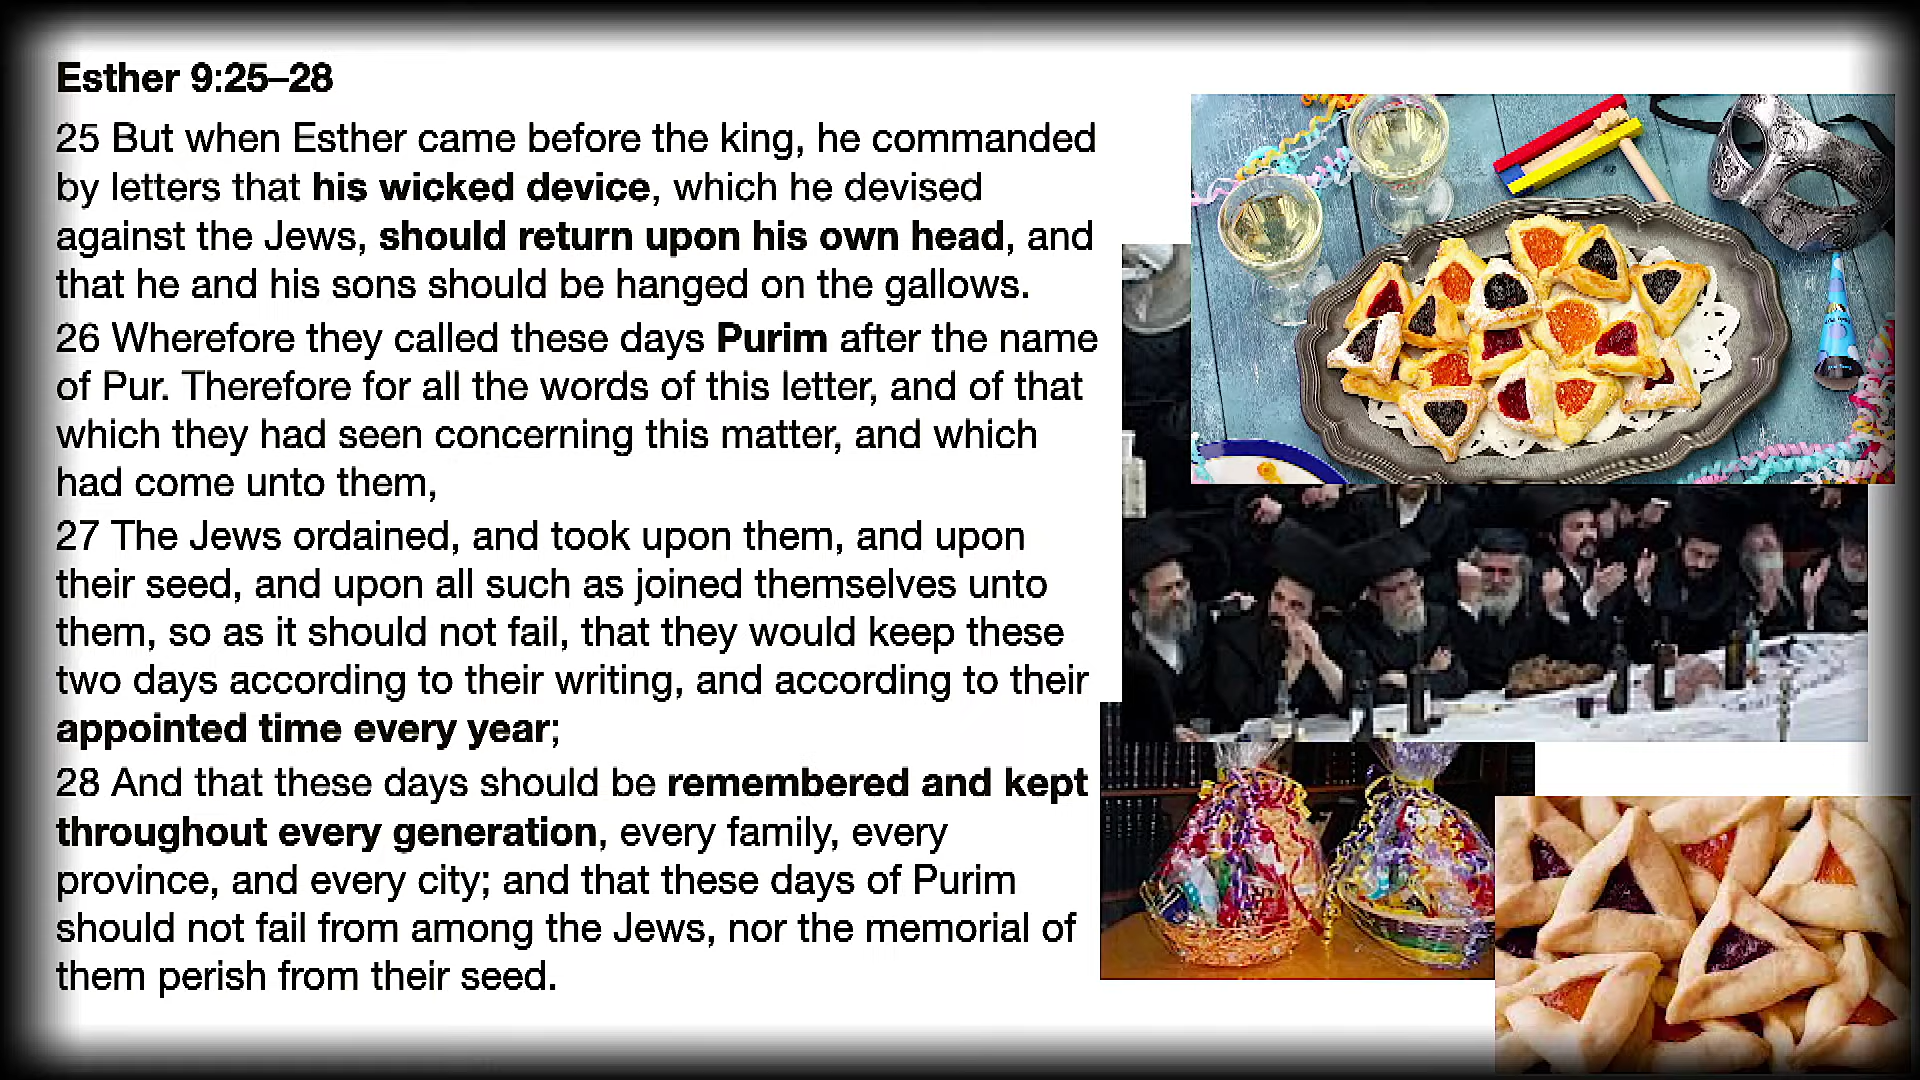 Esther 9:25–28
25 But when Esther came before the king, he commanded
by letters that his wicked device, which he devised
against the Jews, should return upon his own head, and
that he and his sons should be hanged on the gallows.
26 Wherefore they called these days Purim after the name
of Pur. Therefore for all the words of this letter, and of that
which they had seen concerning this matter, and which
had come unto them,
27 The Jews ordained, and took upon them, and upon
their seed, and upon all such as joined themselves unto
them, so as it should not fail, that they would keep these
two days according to their writing, and according to their
appointed time every year;
28 And that these days should be remembered and kept
throughout every generation, every family, every
province, and every city; and that these days of Purim
should not fail from among the Jews, nor the memorial of
them perish from their seed.